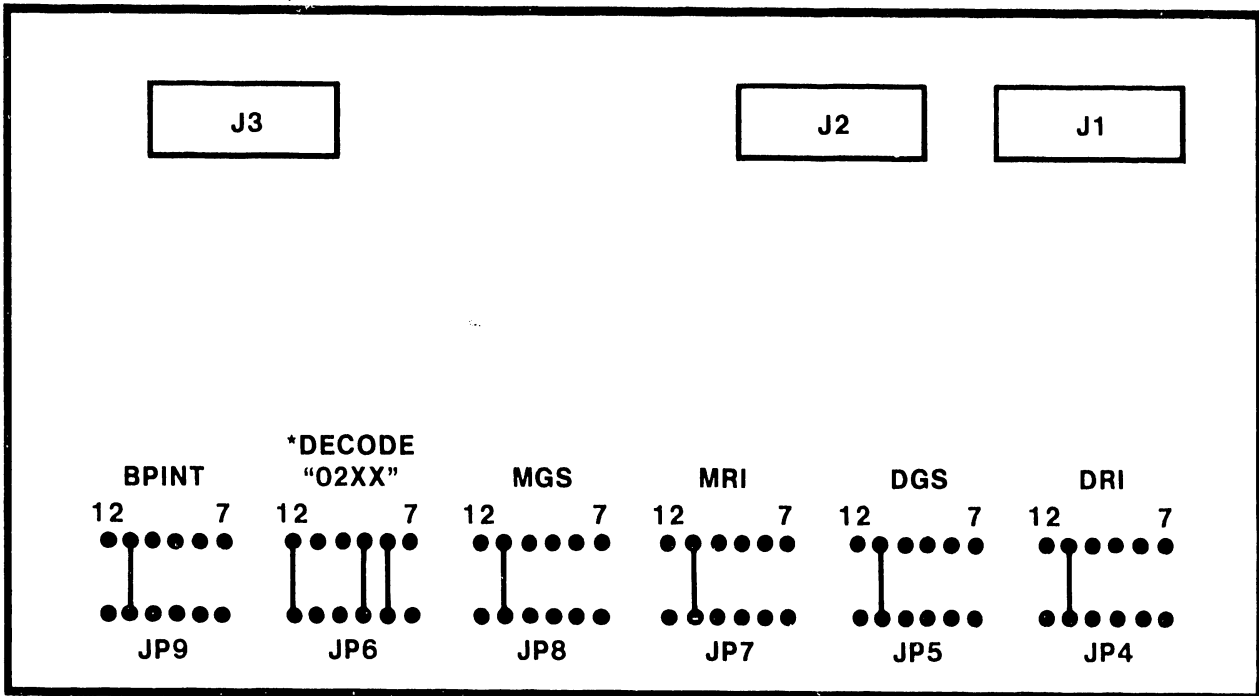 J3 J2 J1
*DECODE
BPINT "02XX" MGS MRI DGS DRI
12 7 12 7 12 7 12 7 12 7 12 7
JP9 JP6 JP8 JP7 JP5 JP4